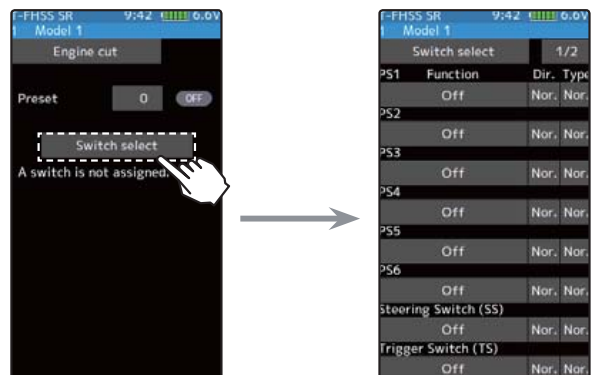 T-FHSS SR 9:42 6.6V
1 Model 1
Engine cut
Preset 0 OFF
Switch select
A switch is not assigned.
T-FHSS SR 9:42 6.6V
1 Model 1
Switch select 1/2
PS1 Function Dir. Type
Off Nor. Nor.
PS2
Off Nor. Nor.
PS3
Off Nor. Nor.
PS4
Off Nor. Nor.
PS5
Off Nor. Nor.
PS6
Off Nor. Nor.
Steering Switch (SS)
Off Nor. Nor.
Trigger Switch (TS)
Off Nor. Nor.